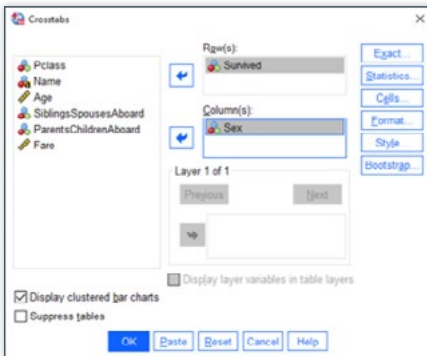 Crosstabs
Pclass
Name
Age
SiblingsSpousesAboard
ParentsChildrenAboard
Fare
Row(s):
Survived
Column(s):
Sex
Layer 1 of 1
Previous
Next
Display layer variables in table layers
Exact...
Statistics...
Cells...
Format...
Style...
Bootstrap...
Display clustered bar charts
Suppress tables
OK
Paste
Reset
Cancel
Help